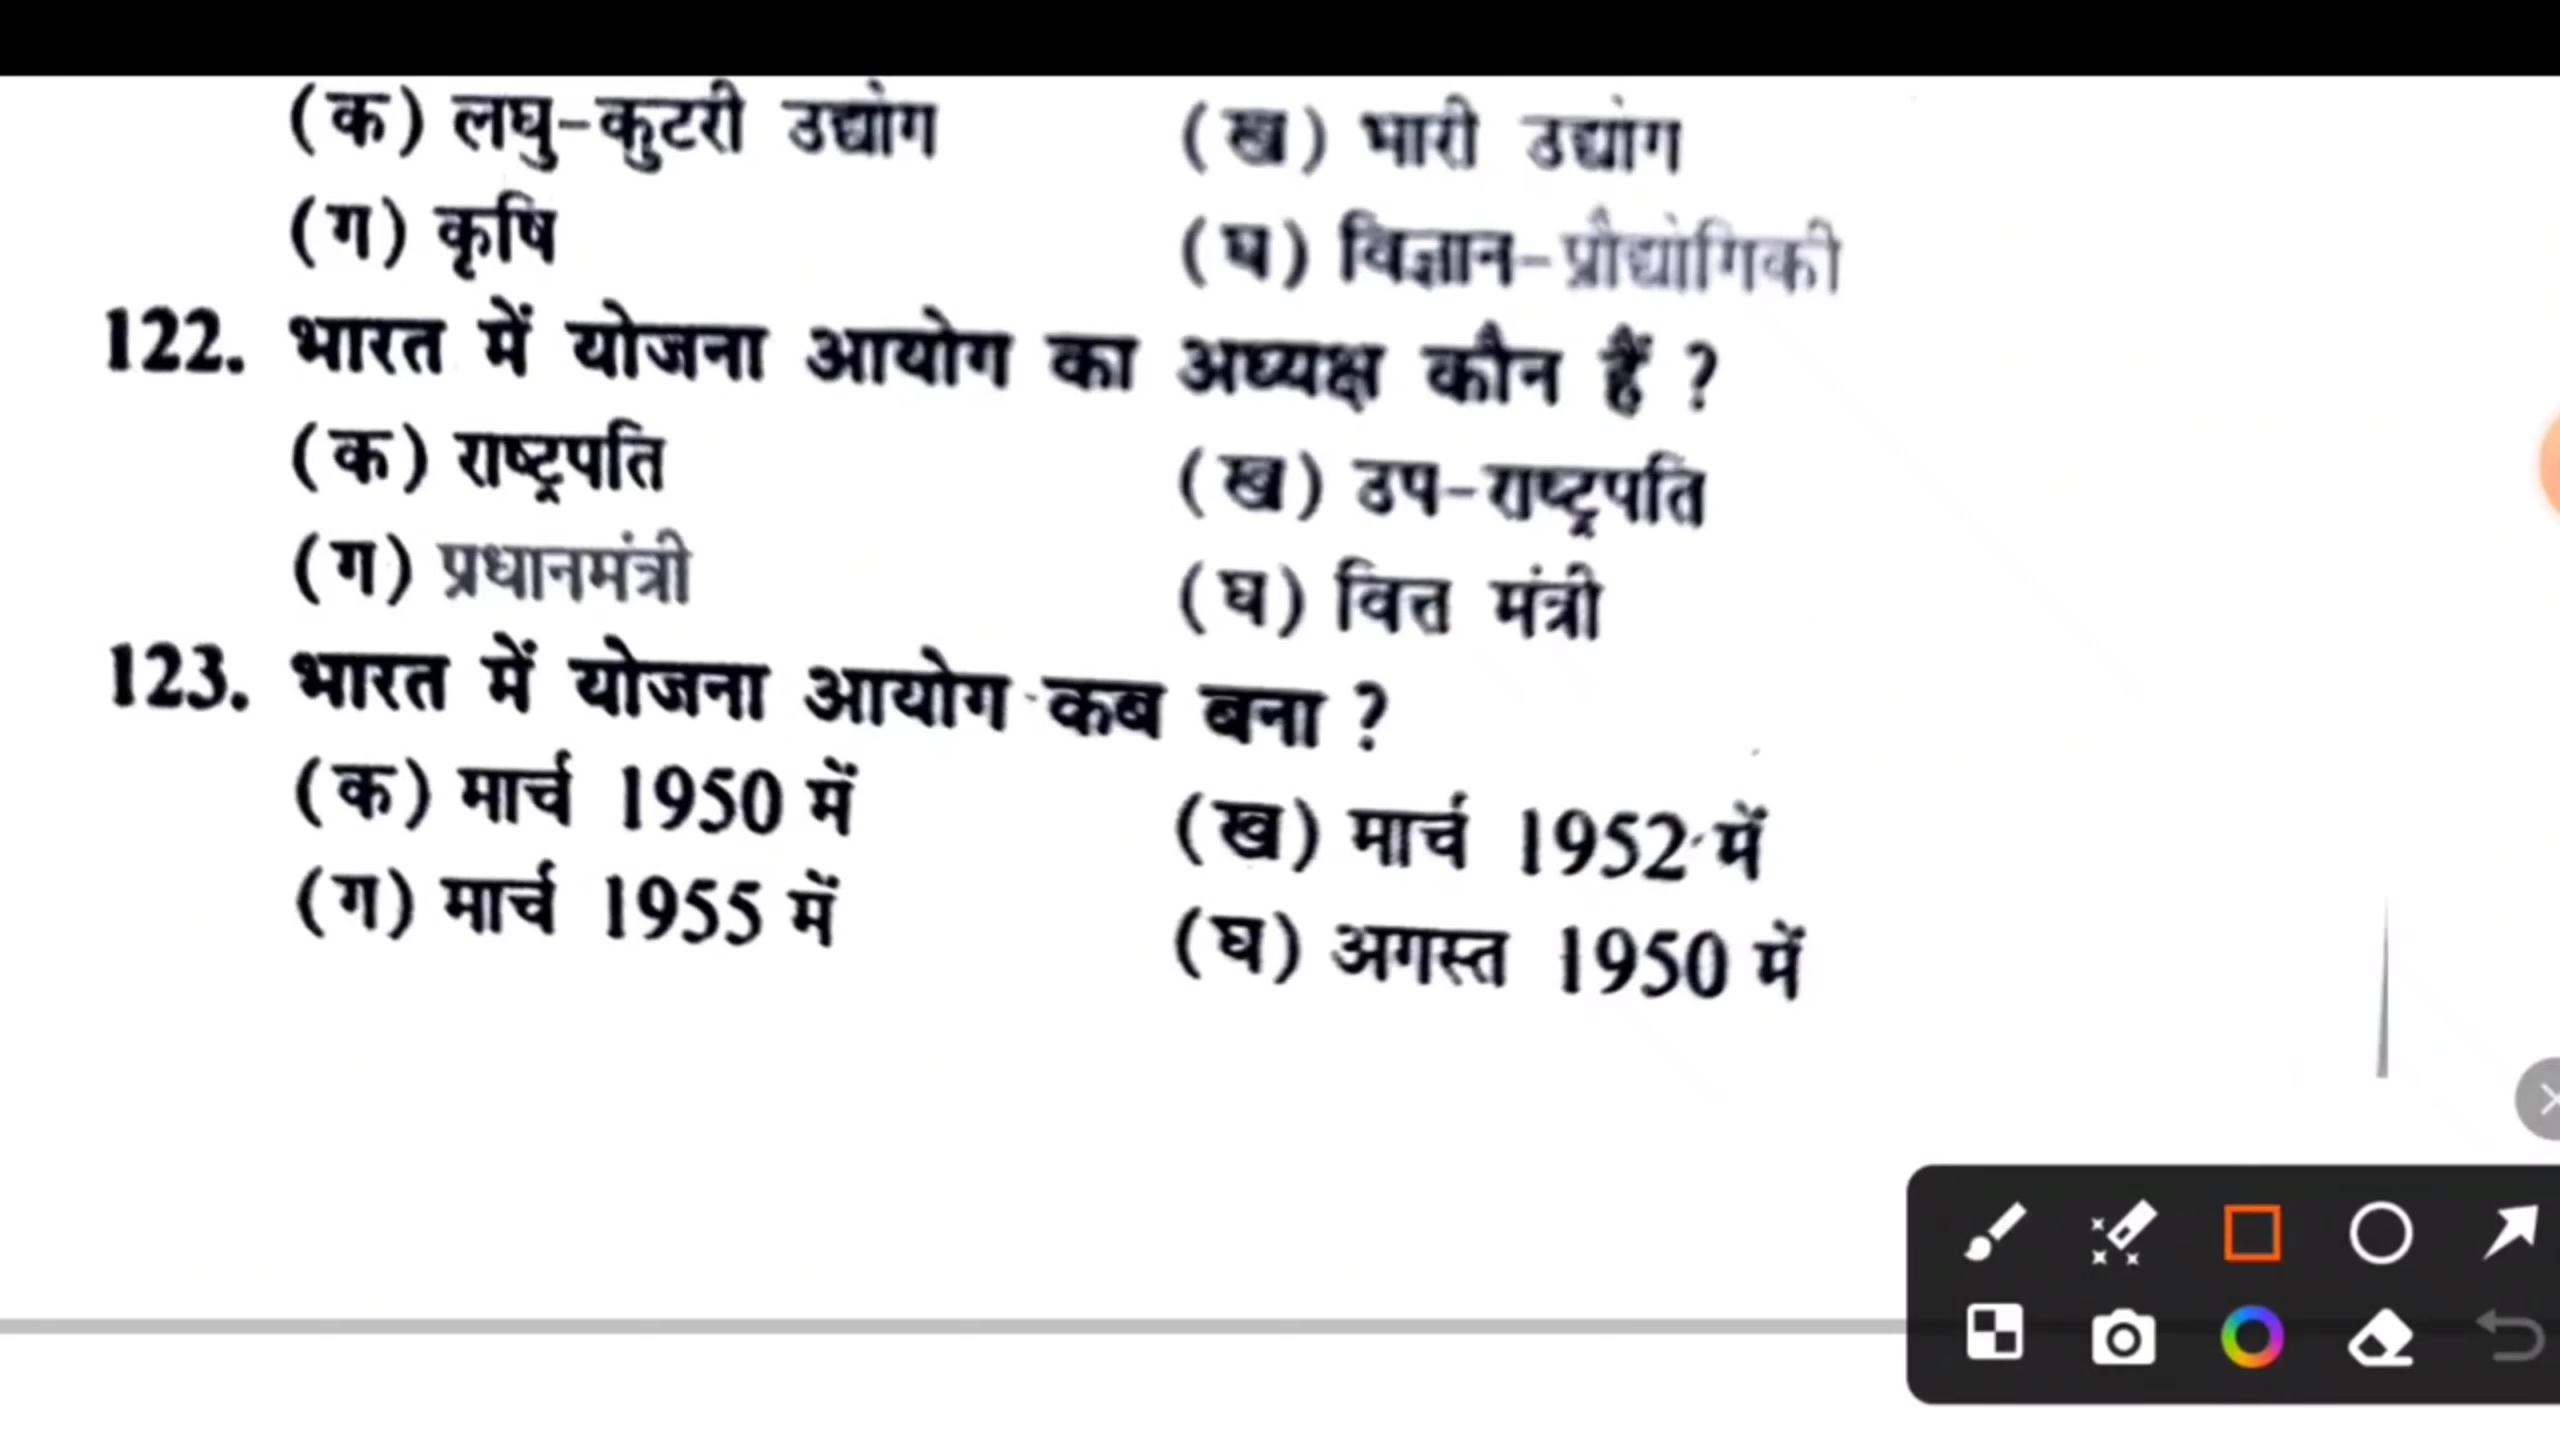 (क) लघु-कुटरी उद्योग (ख) भारी उद्योग
(ग) कृषि (घ) विज्ञान-प्रौद्योगिकी
122. भारत में योजना आयोग का अध्यक्ष कौन हैं ?
(क) राष्ट्रपति (ख) उप-राष्ट्रपति
(ग) प्रधानमंत्री (घ) वित्त मंत्री
123. भारत में योजना आयोग कब बना ?
(क) मार्च 1950 में (ख) मार्च 1952 में
(ग) मार्च 1955 में (घ) अगस्त 1950 में